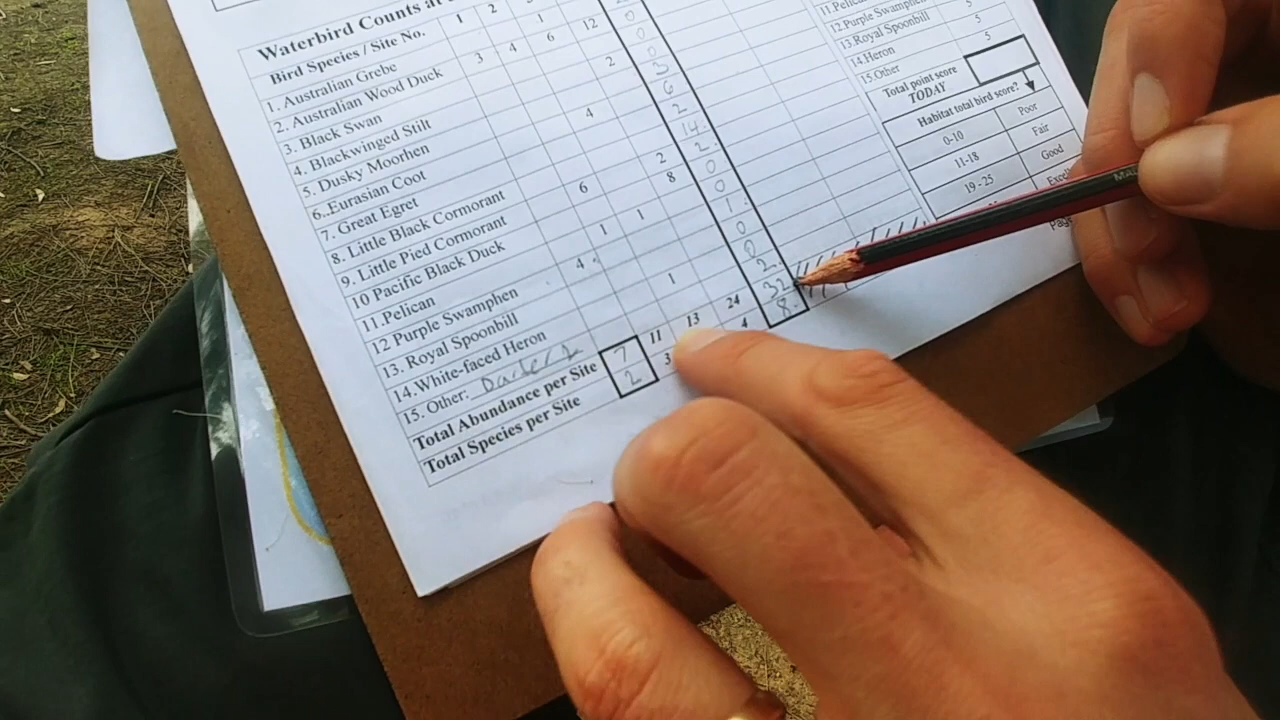 Waterbird Counts at
Bird Species / Site No. 1 2
1. Australian Grebe 1 12
2. Australian Wood Duck 3 4 6 0
3. Black Swan 2 0
4. Blackwinged Stilt 3
5. Dusky Moorhen 4 6
6..Eurasian Coot 2
7. Great Egret 14.
8. Little Black Cormorant 2 2.
9. Little Pied Cormorant 6 8 0
10 Pacific Black Duck 1 0
11.Pelican 1 1.
12 Purple Swamphen 4 0
13. Royal Spoonbill 1 0
14.White-faced Heron 2
15. Other: Darter 1
Total Abundance per Site 7 11 13 24 32
Total Species per Site 2 3 4 8.
11.Pelican
12.Purple Swamphen
13.Royal Spoonbill 5
14.Heron 5
15.Other 5
Total point score
TODAY
Habitat total bird score?
0-10 Poor
11-18 Fair
19 - 25 Good